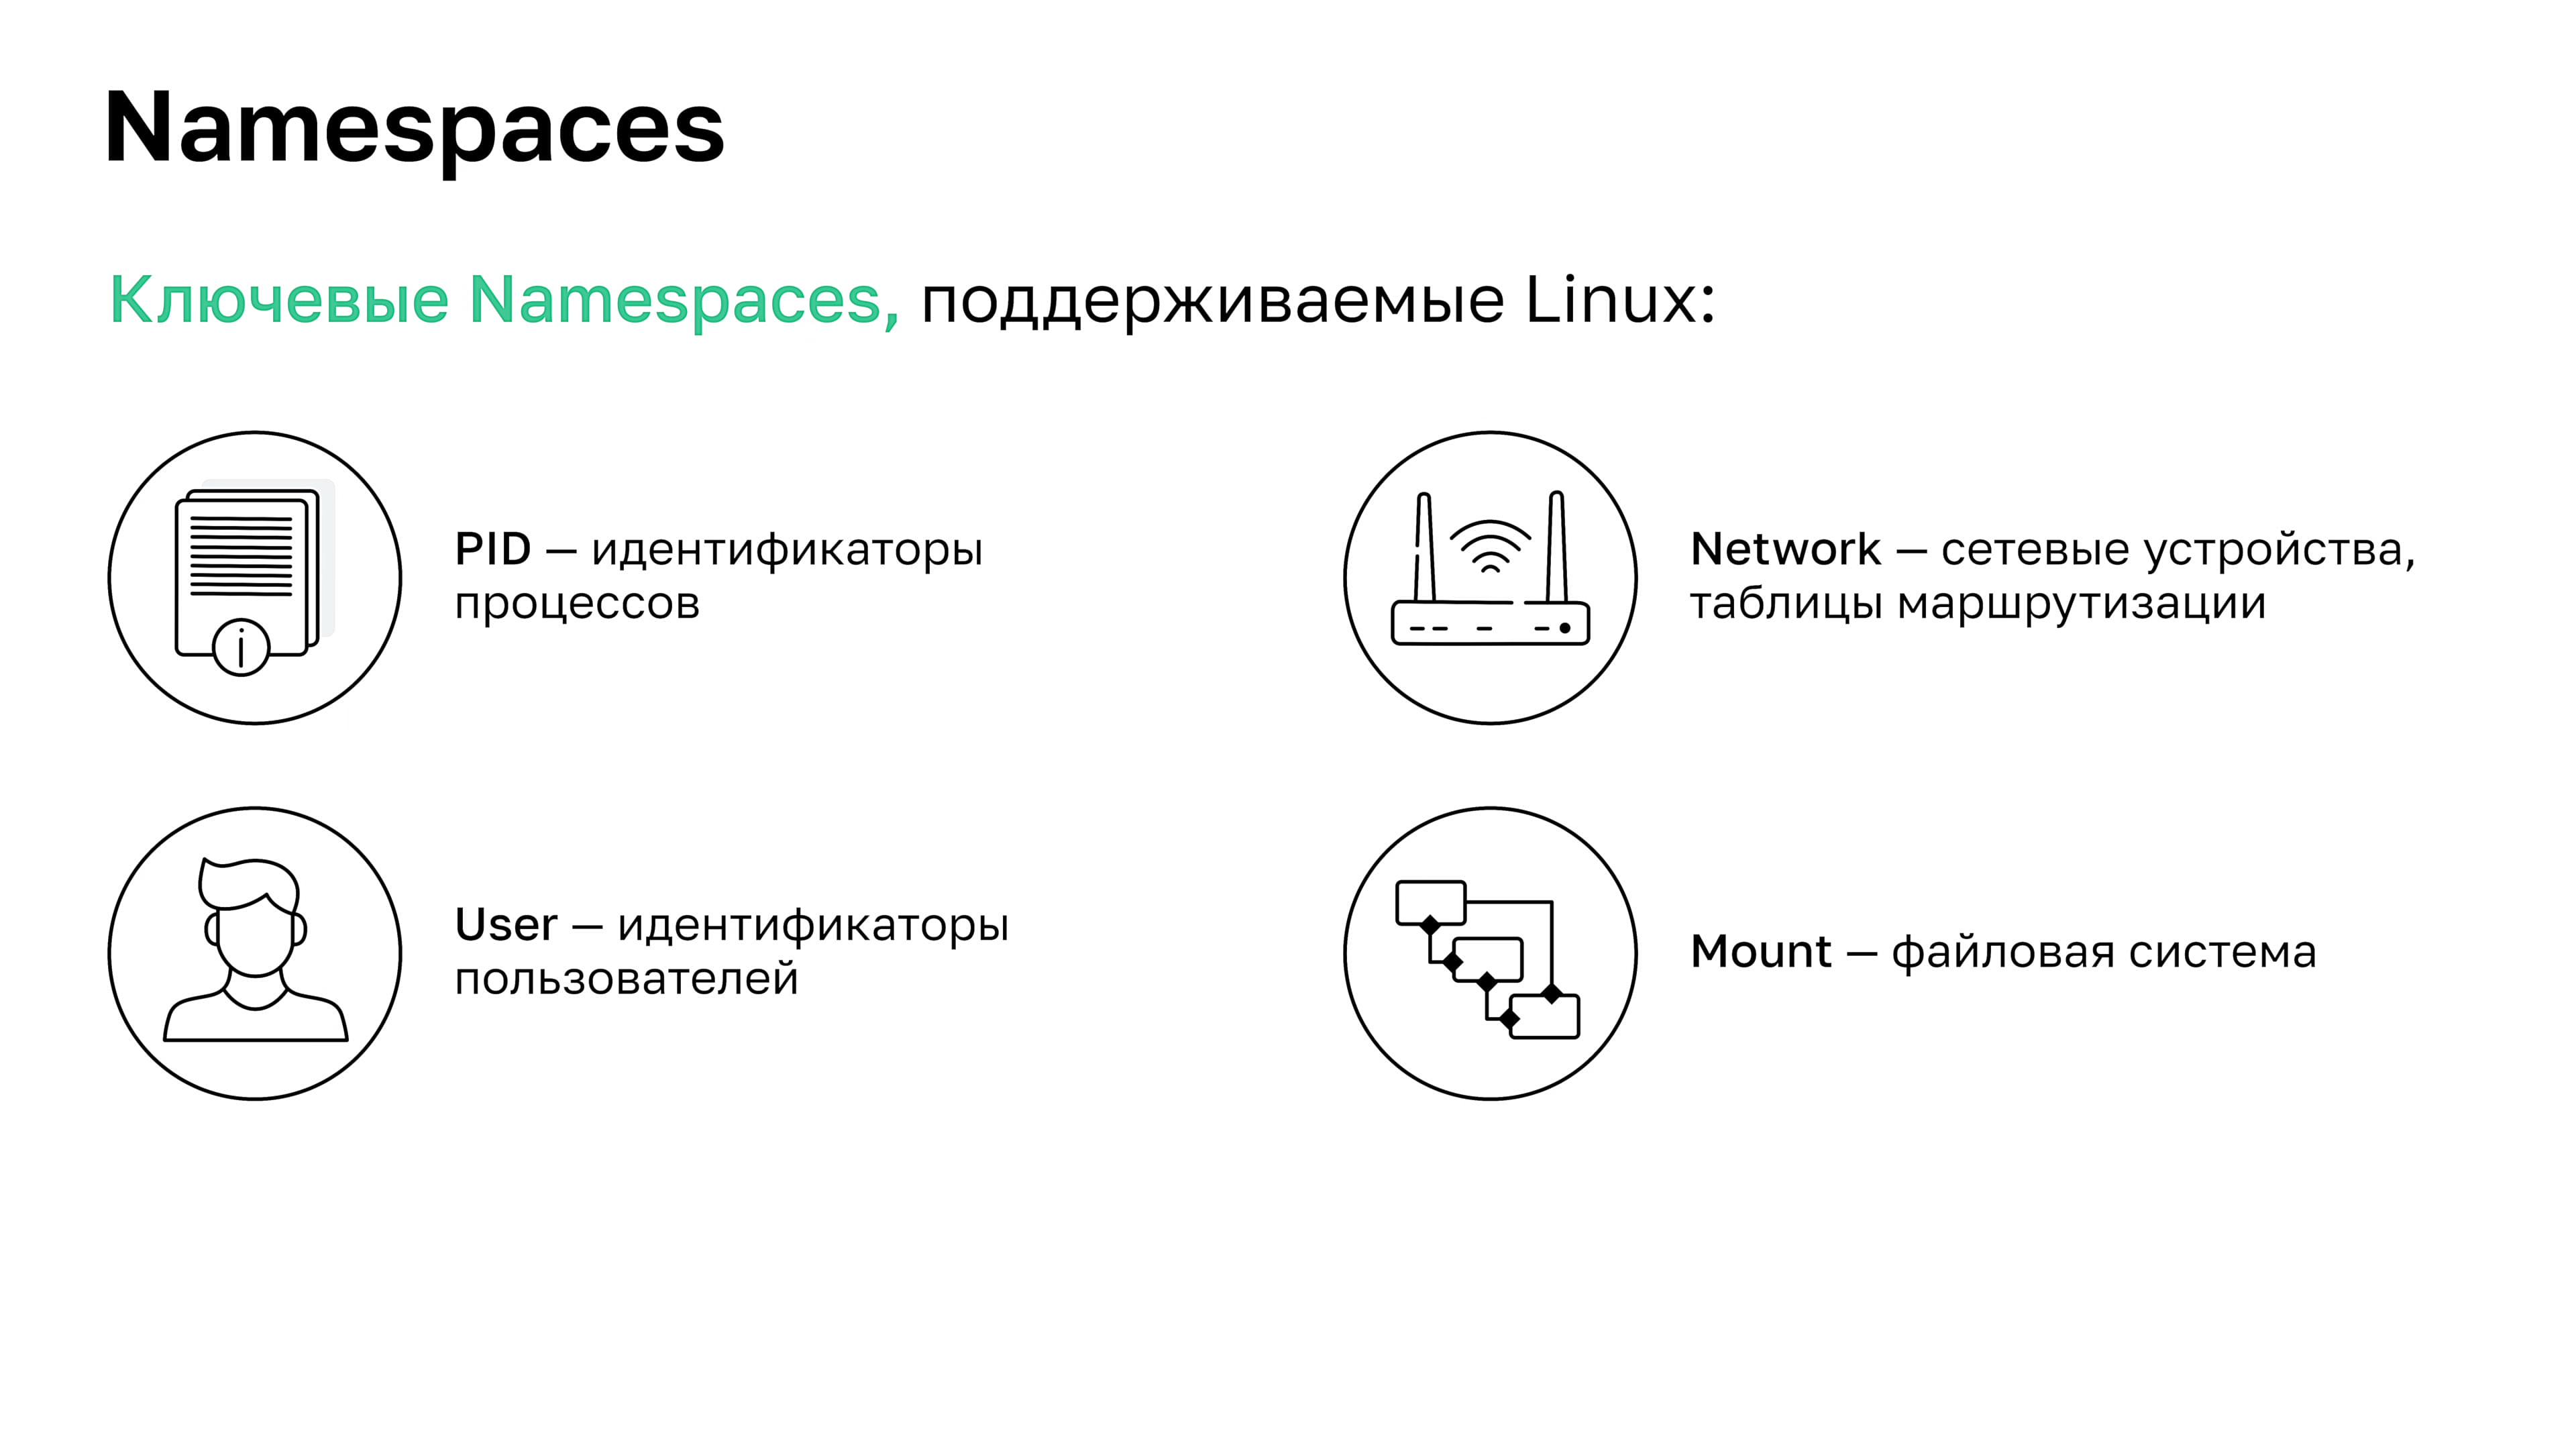 Namespaces
Ключевые Namespaces, поддерживаемые Linux:
PID — идентификаторы
процессов
Network — сетевые устройства,
таблицы маршрутизации
User — идентификаторы
пользователей
Mount — файловая система